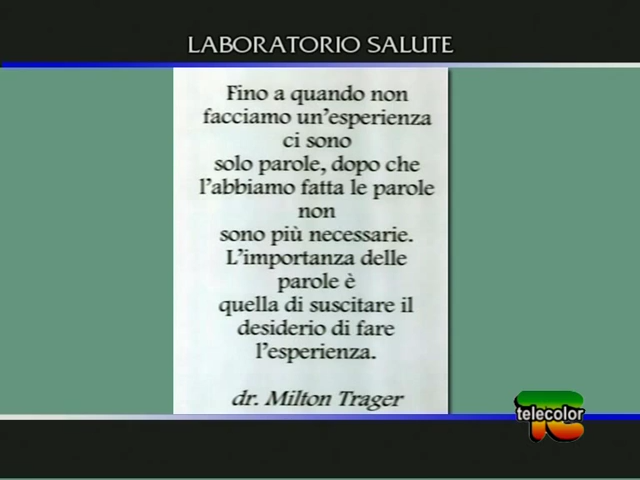 LABORATORIO SALUTE
Fino a quando non
facciamo un'esperienza
ci sono
solo parole, dopo che
l'abbiamo fatta le parole
non
sono più necessarie.
L'importanza delle
parole è
quella di suscitare il
desiderio di fare
l'esperienza.
dr. Milton Trager
telecolor